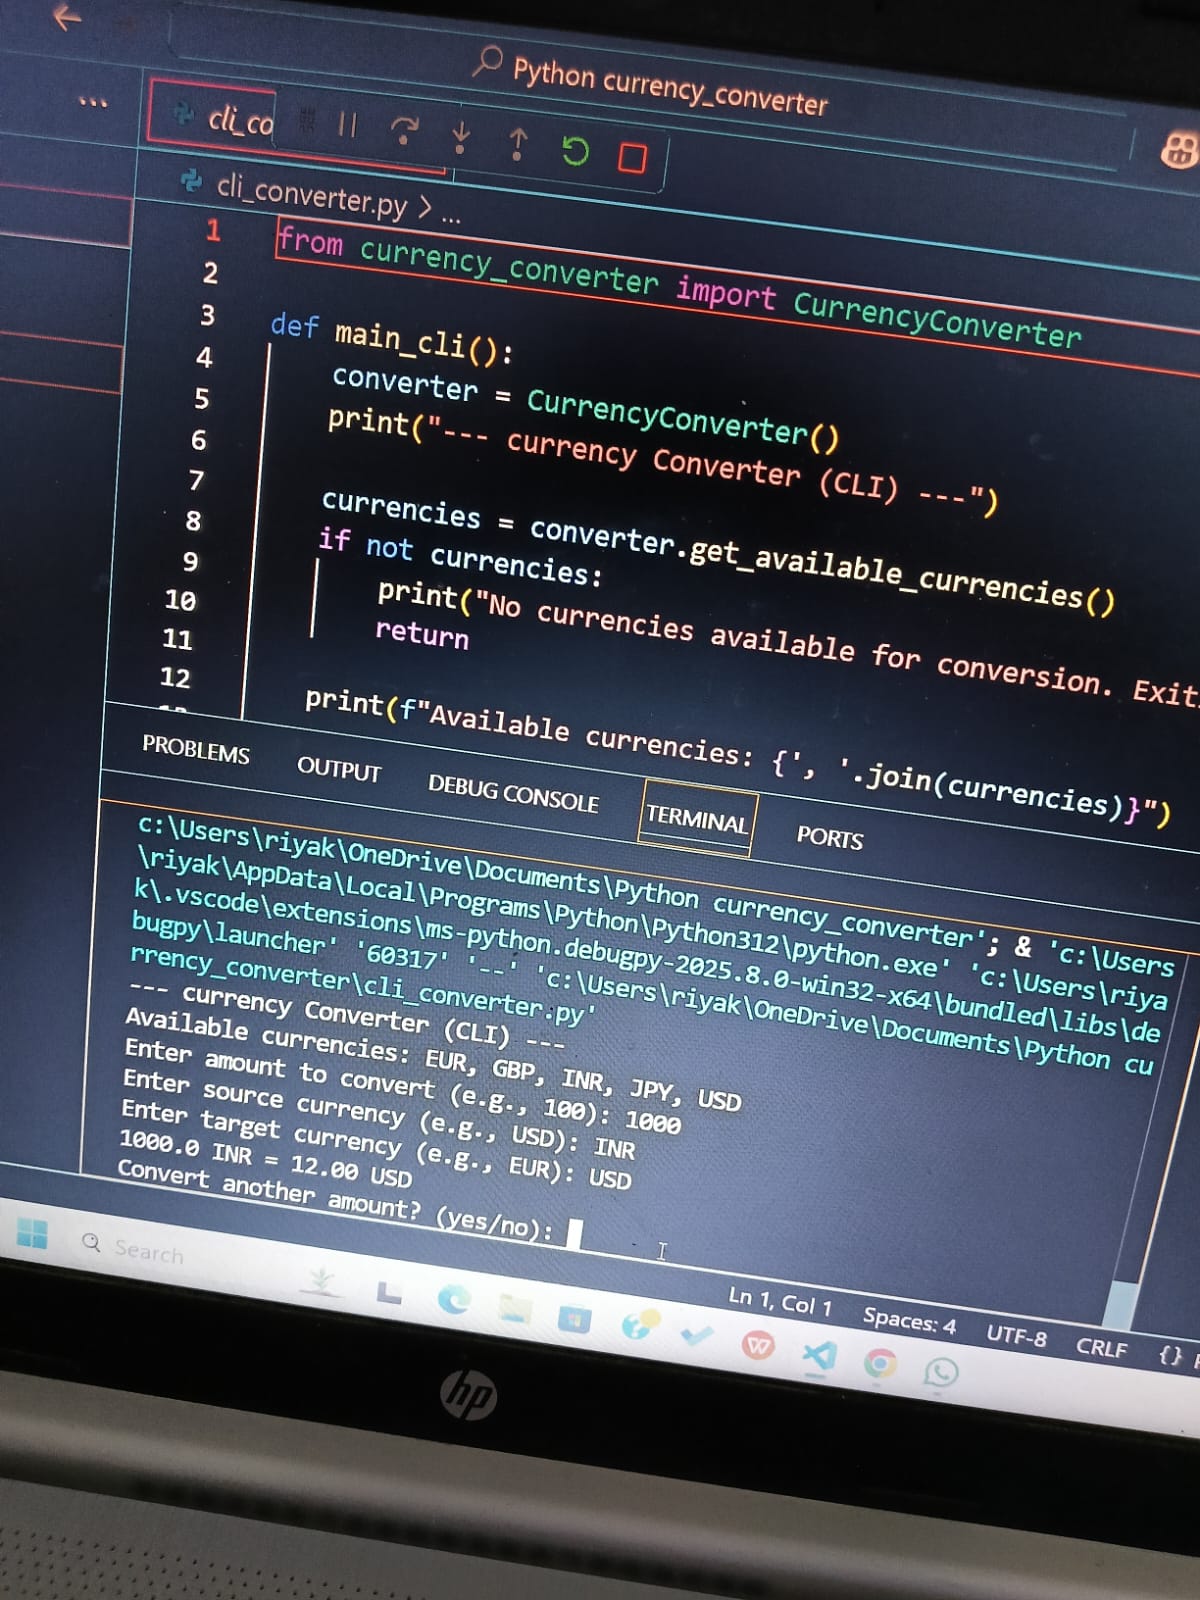 Python currency_converter
cli_co
cli_converter.py > ...
1 from currency_converter import CurrencyConverter
2
3 def main_cli():
4 converter = CurrencyConverter()
5 print("--- currency Converter (CLI) ---")
6
7 currencies = converter.get_available_currencies()
8 if not currencies:
9 print("No currencies available for conversion. Exit
10 return
11
12 print(f"Available currencies: {', '.join(currencies)}")
PROBLEMS OUTPUT DEBUG CONSOLE TERMINAL PORTS
c:\Users\riyak\OneDrive\Documents\Python currency_converter'; & 'c:\Users
\riyak\AppData\Local\Programs\Python\Python312\python.exe' 'c:\Users\riya
k\.vscode\extensions\ms-python.debugpy-2025.8.0-win32-x64\bundled\libs\de
bugpy\launcher' '60317' '--' 'c:\Users\riyak\OneDrive\Documents\Python cu
rrency_converter\cli_converter.py'
--- currency Converter (CLI) ---
Available currencies: EUR, GBP, INR, JPY, USD
Enter amount to convert (e.g., 100): 1000
Enter source currency (e.g., USD): INR
Enter target currency (e.g., EUR): USD
1000.0 INR = 12.00 USD
Convert another amount? (yes/no):
Ln 1, Col 1 Spaces: 4 UTF-8 CRLF {}
Search
hp